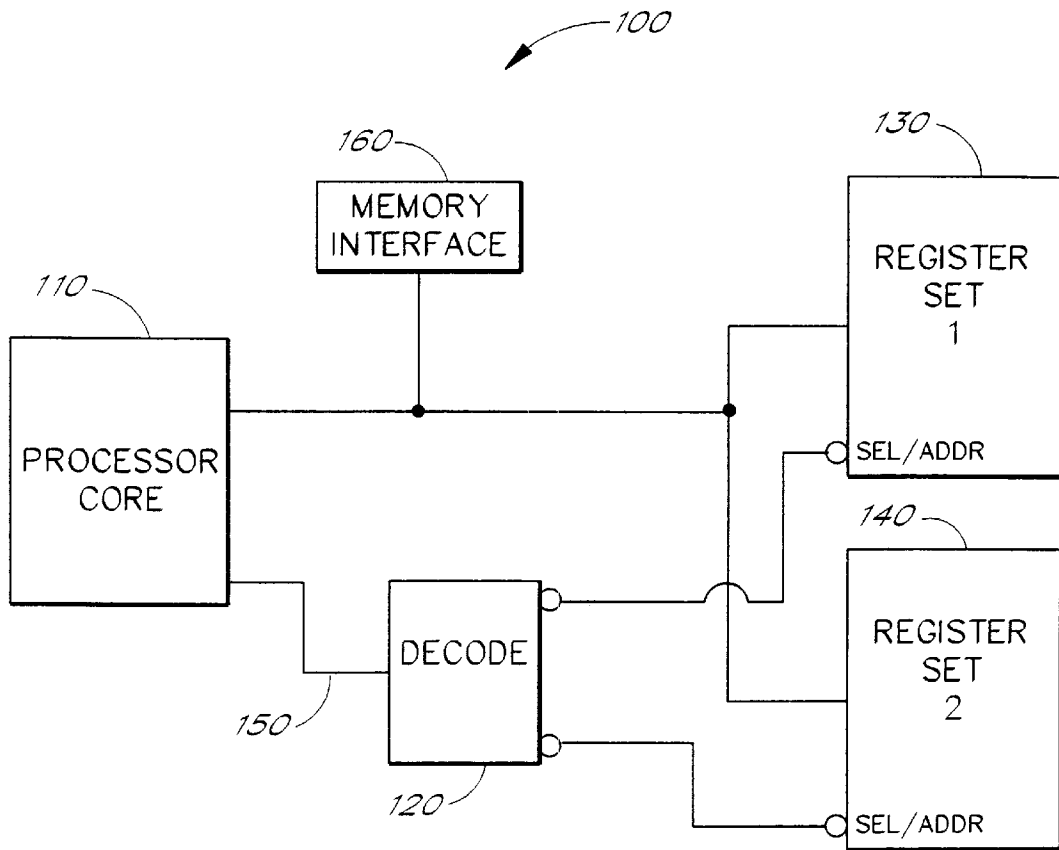 100
130
160
MEMORY
INTERFACE
REGISTER
SET
1
110
PROCESSOR
CORE
SEL/ADDR
140
DECODE
REGISTER
SET
2
150
120
SEL/ADDR